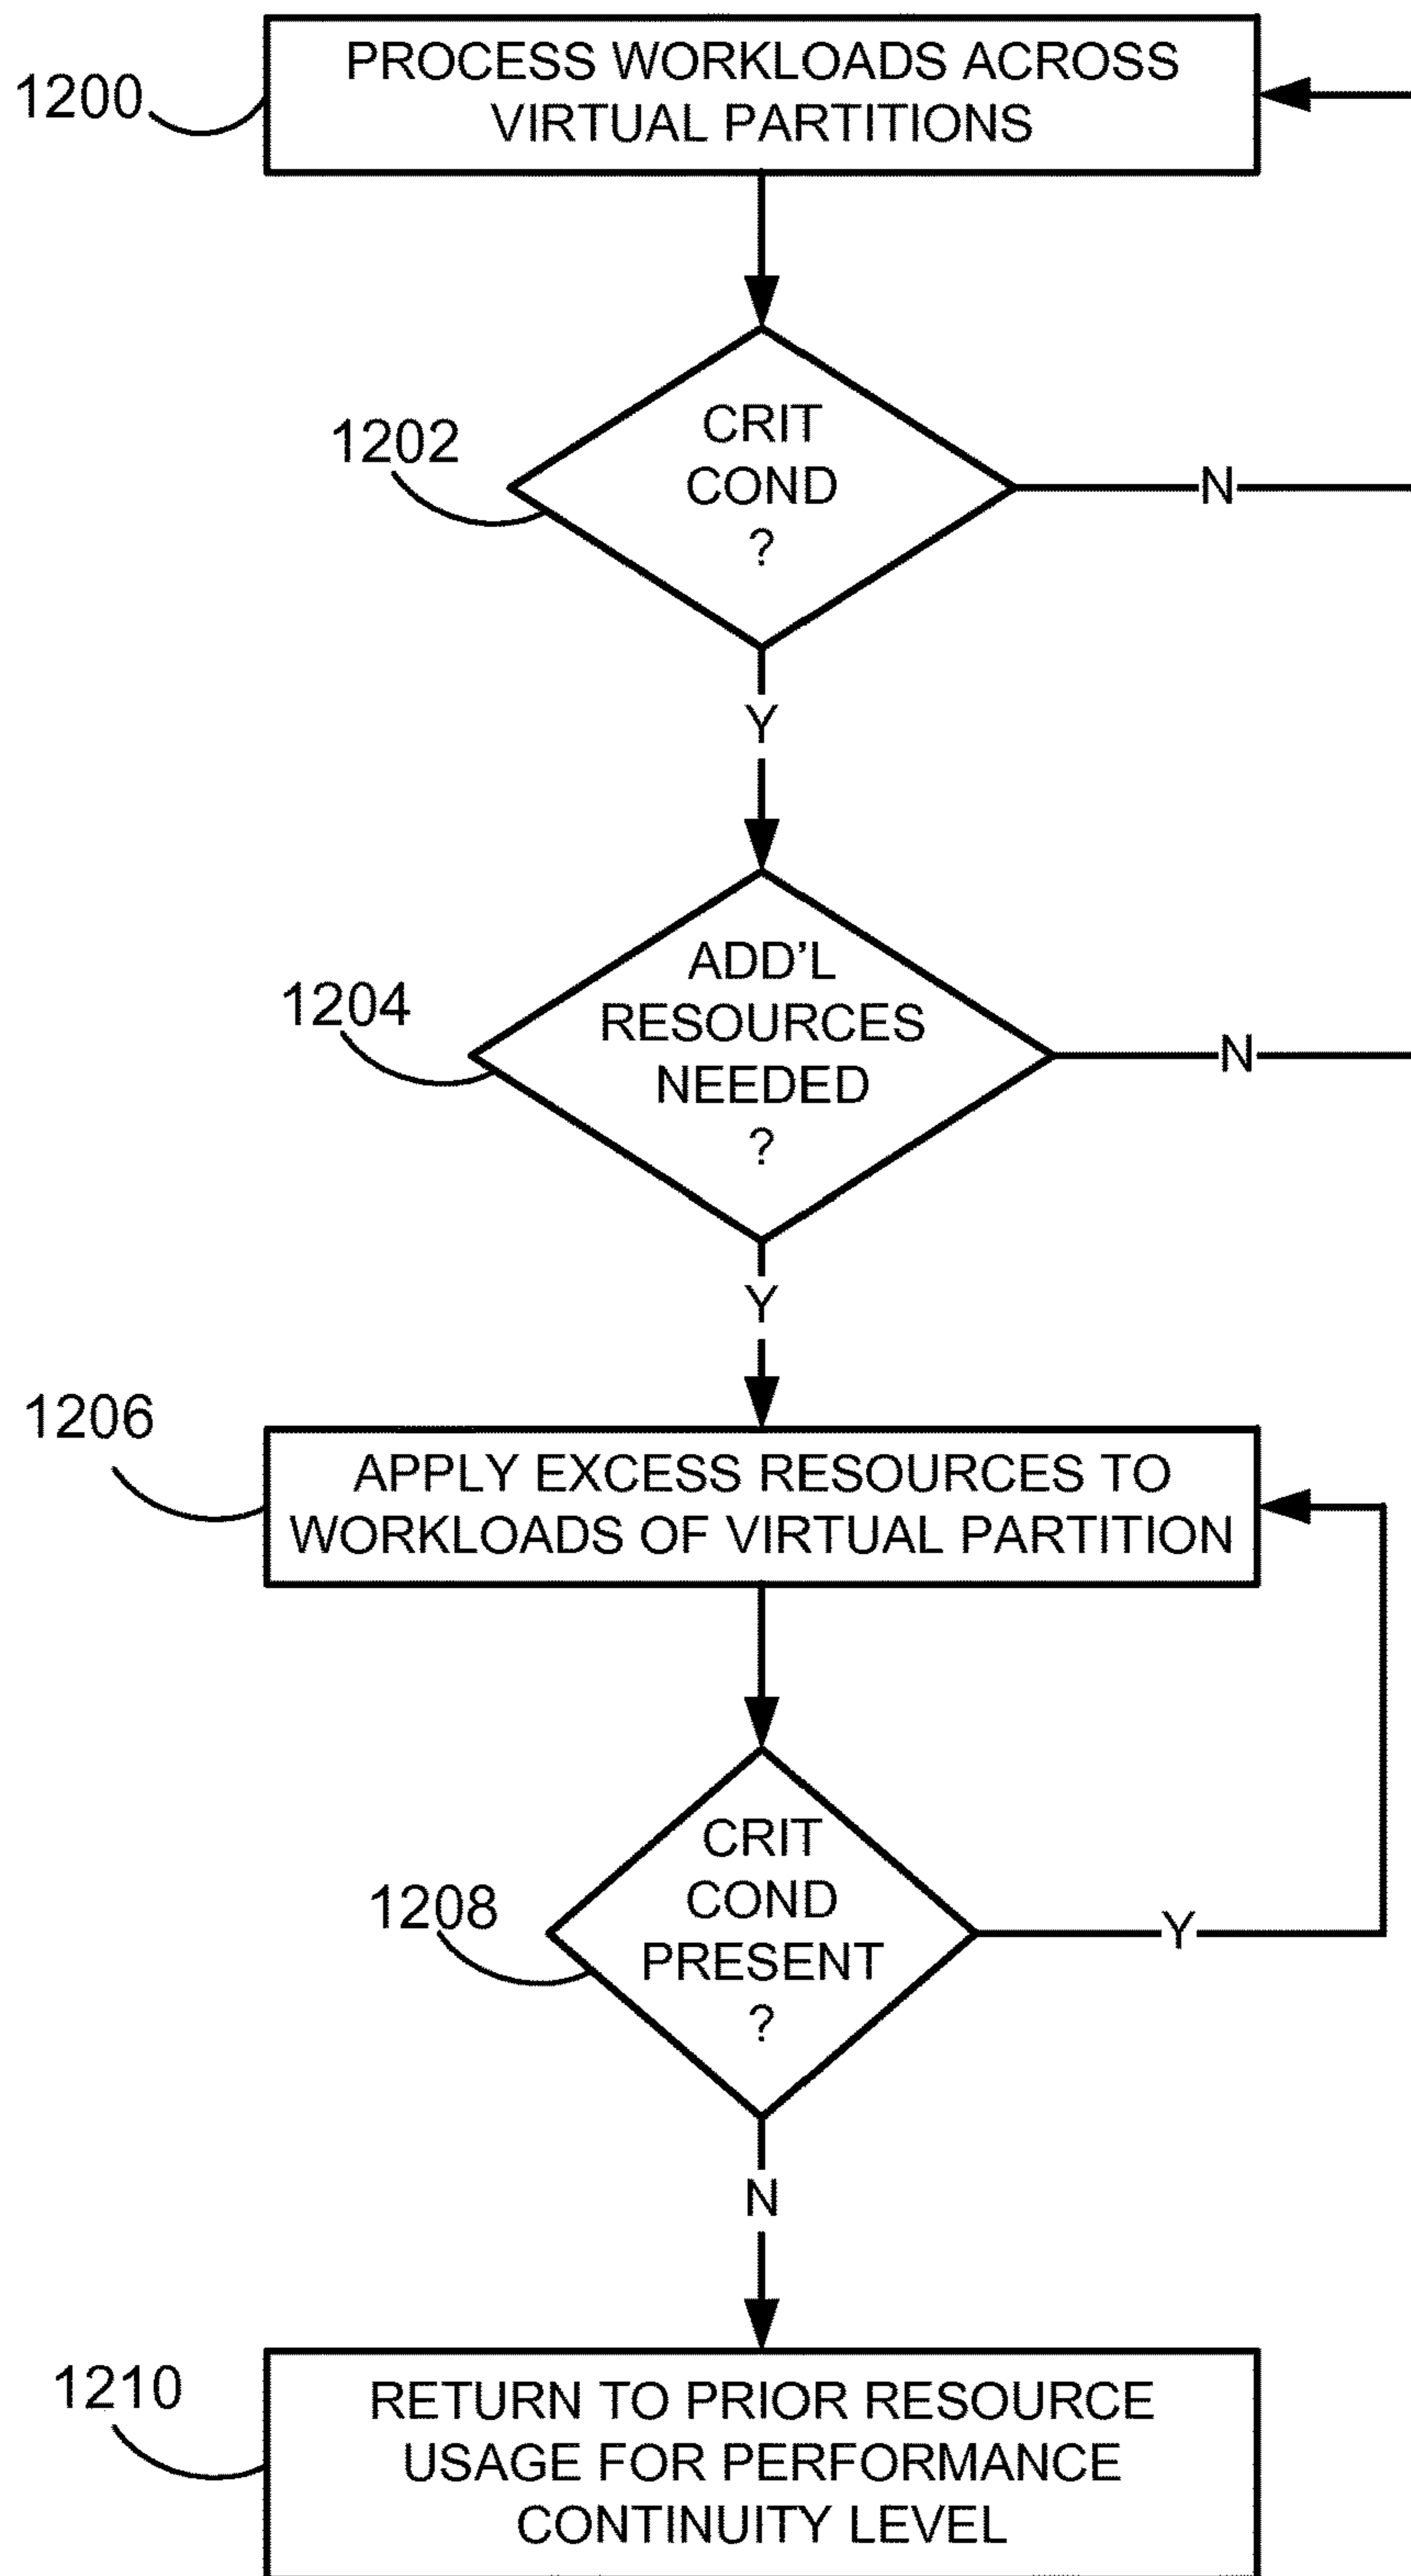 1200
PROCESS WORKLOADS ACROSS
VIRTUAL PARTITIONS
1202
CRIT
COND
?
N
Y
1204
ADD'L
RESOURCES
NEEDED
?
N
Y
1206
APPLY EXCESS RESOURCES TO
WORKLOADS OF VIRTUAL PARTITION
1208
CRIT
COND
PRESENT
?
Y
N
1210
RETURN TO PRIOR RESOURCE
USAGE FOR PERFORMANCE
CONTINUITY LEVEL